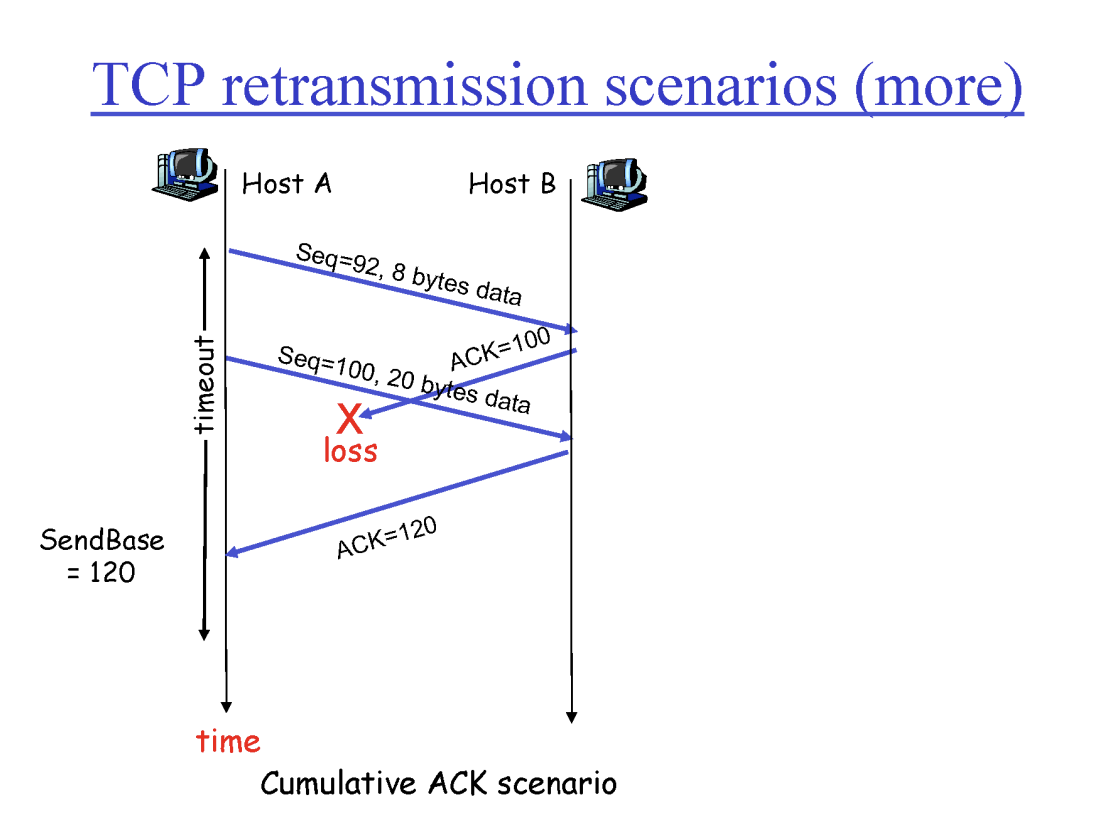 TCP retransmission scenarios (more)
Host A
Host B
Seq=92, 8 bytes data
ACK=100
timeout
Seq=100, 20 bytes data
X
loss
ACK=120
SendBase
= 120
time
Cumulative ACK scenario